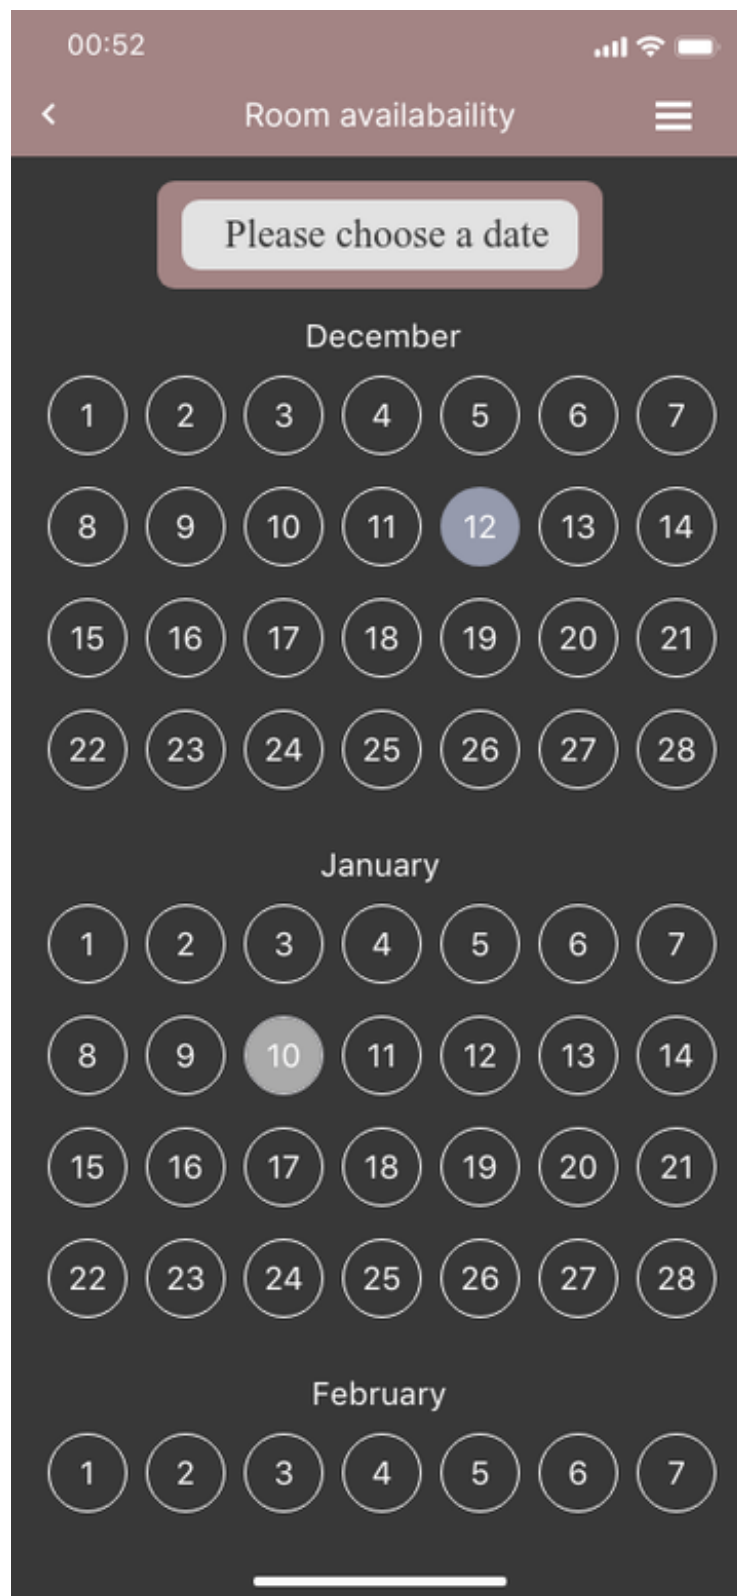 00:52
Room availabaility
Please choose a date
December
1 2 3 4 5 6 7
8 9 10 11 12 13 14
15 16 17 18 19 20 21
22 23 24 25 26 27 28
January
1 2 3 4 5 6 7
8 9 10 11 12 13 14
15 16 17 18 19 20 21
22 23 24 25 26 27 28
February
1 2 3 4 5 6 7